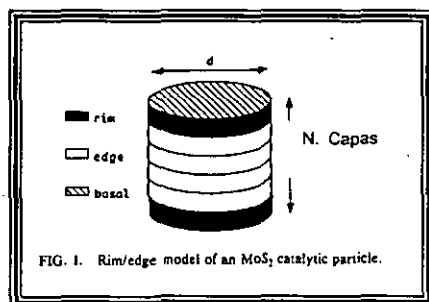 d
rim
edge
basal
N. Capas
FIG. 1. Rim/edge model of an MoS₂ catalytic particle.